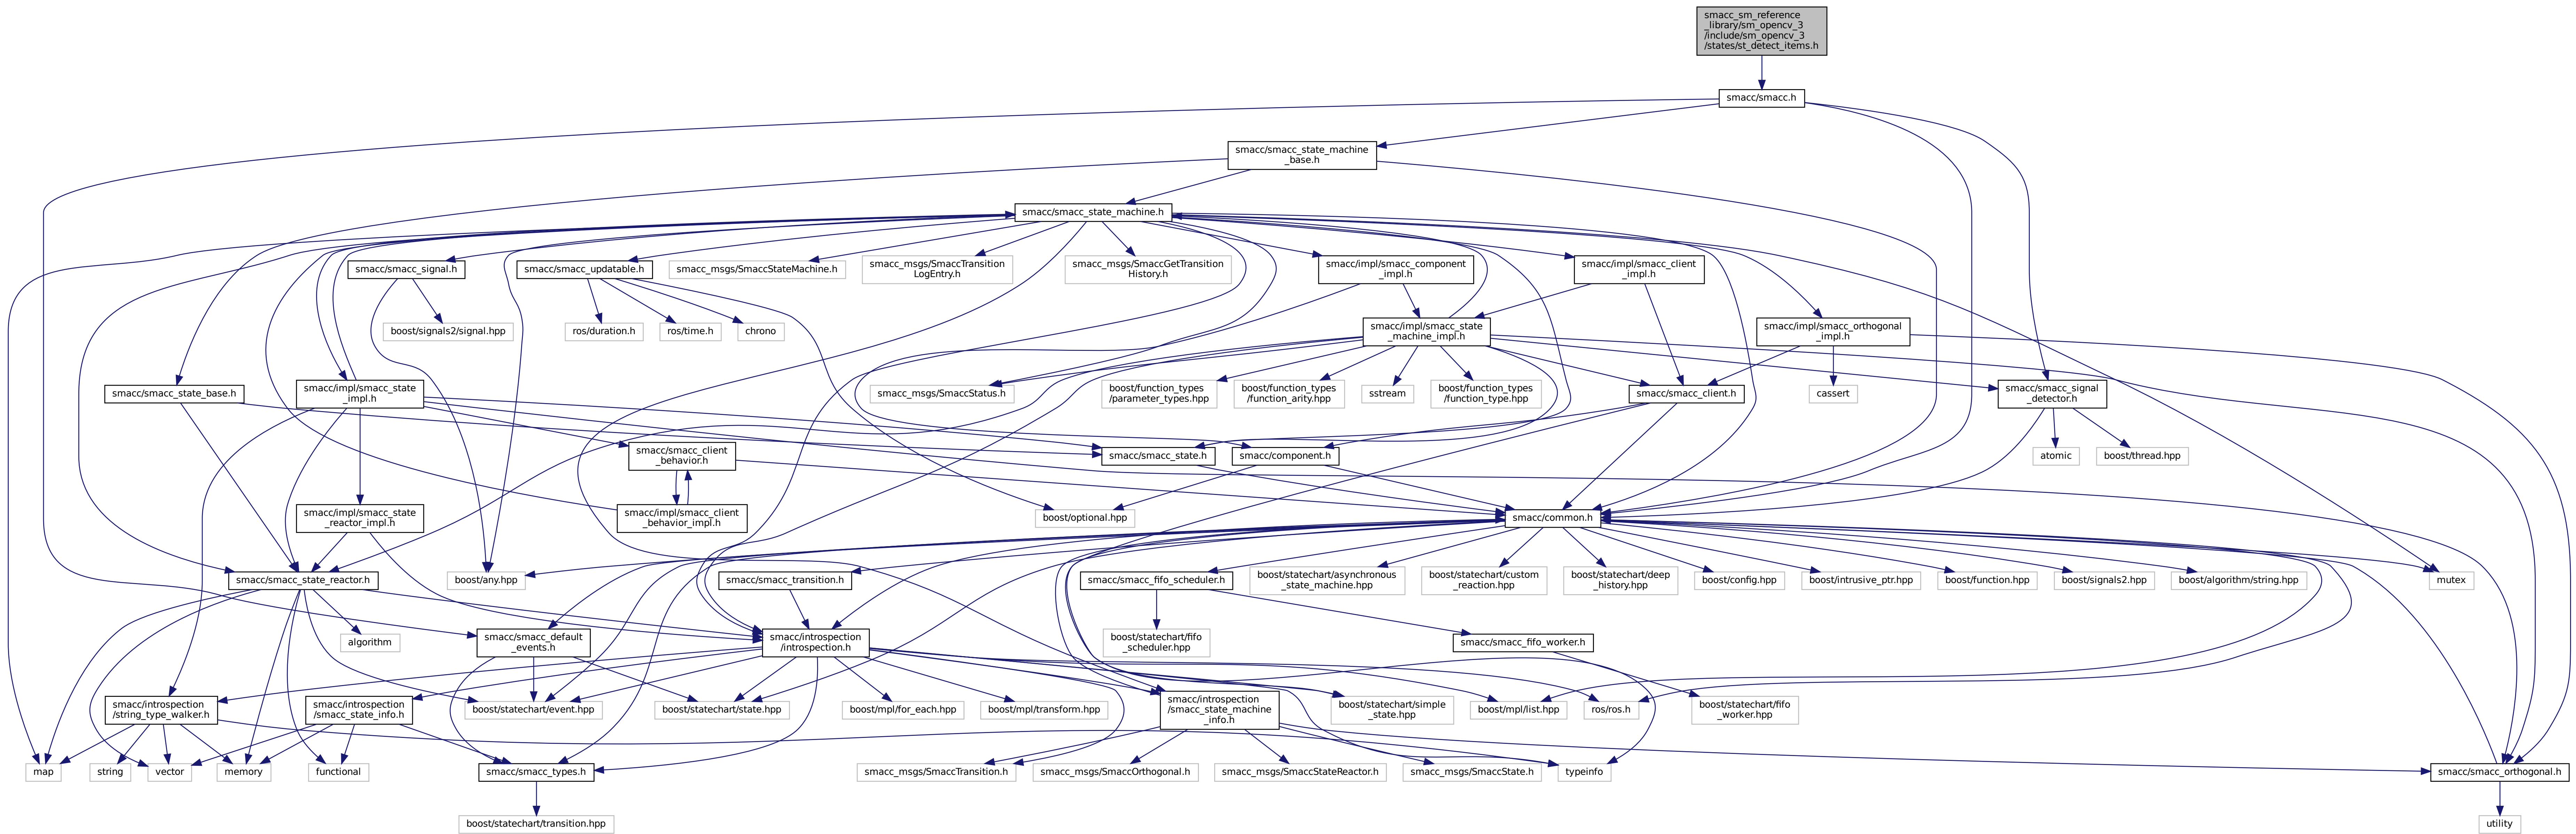 smacc_sm_reference
_library/sm_opencv_3
/include/sm_opencv_3
/states/st_detect_items.h
smacc/smacc.h
smacc/smacc_state_machine
_base.h
smacc/smacc_state_machine.h
smacc/smacc_signal.h
smacc/smacc_updatable.h
smacc_msgs/SmaccStateMachine.h
smacc_msgs/SmaccTransition
LogEntry.h
smacc_msgs/SmaccGetTransition
History.h
smacc/impl/smacc_component
_impl.h
smacc/impl/smacc_client
_impl.h
boost/signals2/signal.hpp
ros/duration.h
ros/time.h
chrono
smacc/impl/smacc_state
_machine_impl.h
smacc/impl/smacc_orthogonal
_impl.h
smacc/smacc_state_base.h
smacc/impl/smacc_state
_impl.h
smacc_msgs/SmaccStatus.h
boost/function_types
/parameter_types.hpp
boost/function_types
/function_arity.hpp
sstream
boost/function_types
/function_type.hpp
smacc/smacc_client.h
cassert
smacc/smacc_signal
_detector.h
smacc/smacc_client
_behavior.h
smacc/smacc_state.h
smacc/component.h
atomic
boost/thread.hpp
smacc/impl/smacc_state
_reactor_impl.h
smacc/impl/smacc_client
_behavior_impl.h
boost/optional.hpp
smacc/common.h
smacc/smacc_state_reactor.h
boost/any.hpp
smacc/smacc_transition.h
smacc/smacc_fifo_scheduler.h
boost/statechart/asynchronous
_state_machine.hpp
boost/statechart/custom
_reaction.hpp
boost/statechart/deep
_history.hpp
boost/config.hpp
boost/intrusive_ptr.hpp
boost/function.hpp
boost/signals2.hpp
boost/algorithm/string.hpp
mutex
algorithm
smacc/smacc_default
_events.h
smacc/introspection
/introspection.h
boost/statechart/fifo
_scheduler.hpp
smacc/smacc_fifo_worker.h
smacc/introspection
/string_type_walker.h
smacc/introspection
/smacc_state_info.h
boost/statechart/event.hpp
boost/statechart/state.hpp
boost/mpl/for_each.hpp
boost/mpl/transform.hpp
smacc/introspection
/smacc_state_machine
_info.h
boost/statechart/simple
_state.hpp
boost/mpl/list.hpp
ros/ros.h
boost/statechart/fifo
_worker.hpp
map
string
vector
memory
functional
smacc/smacc_types.h
smacc_msgs/SmaccTransition.h
smacc_msgs/SmaccOrthogonal.h
smacc_msgs/SmaccStateReactor.h
smacc_msgs/SmaccState.h
typeinfo
smacc/smacc_orthogonal.h
boost/statechart/transition.hpp
utility